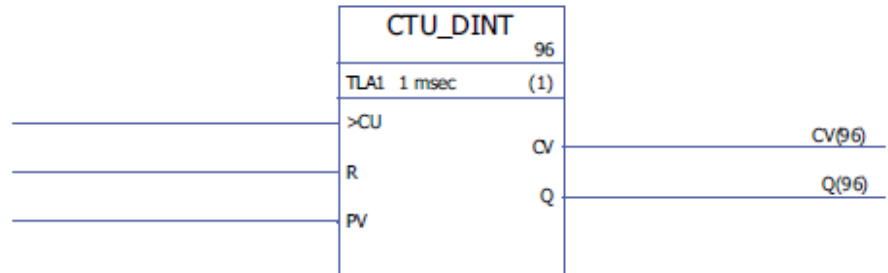 CTU_DINT
96
TLA1 1 msec (1)
>CU
CV CV(96)
R
Q Q(96)
PV